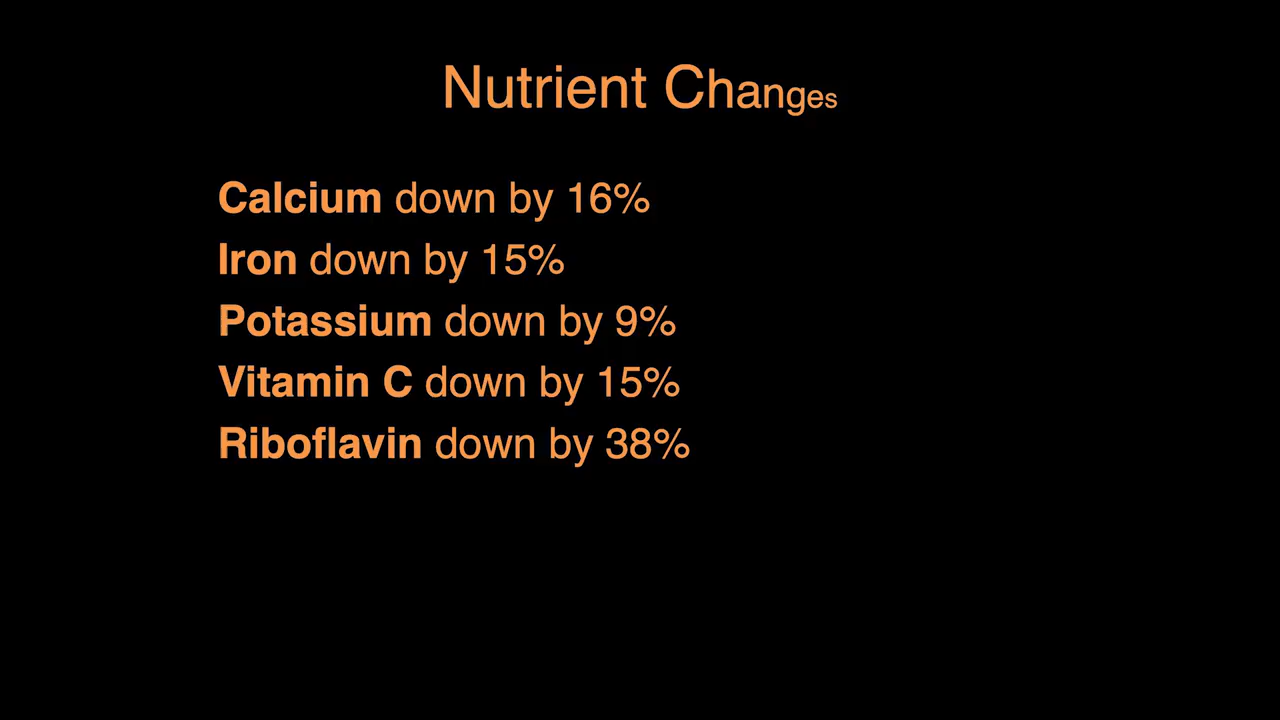 Nutrient Changes
Calcium down by 16%
Iron down by 15%
Potassium down by 9%
Vitamin C down by 15%
Riboflavin down by 38%